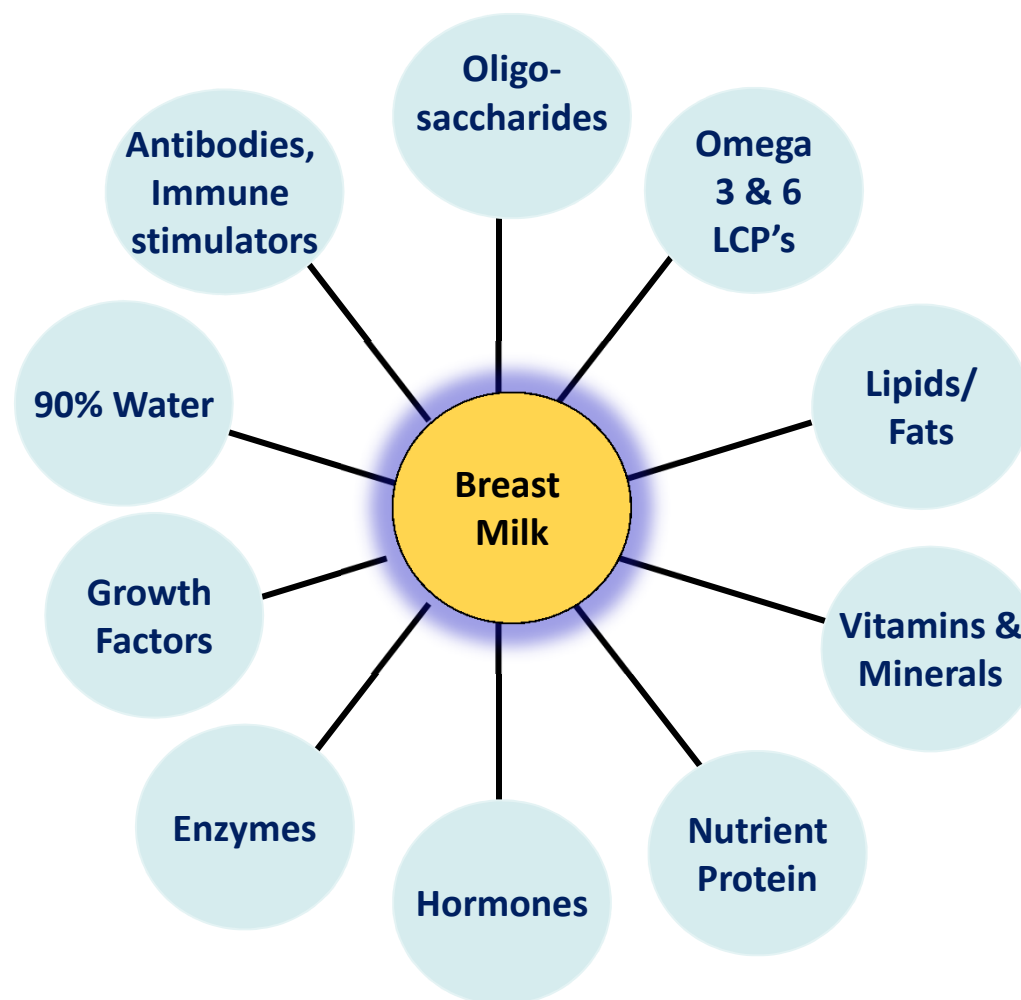 Oligo-
saccharides
Omega
3 & 6
LCP’s
Lipids/
Fats
Vitamins &
Minerals
Nutrient
Protein
Hormones
Enzymes
Growth
Factors
90% Water
Antibodies,
Immune
stimulators
Breast
Milk